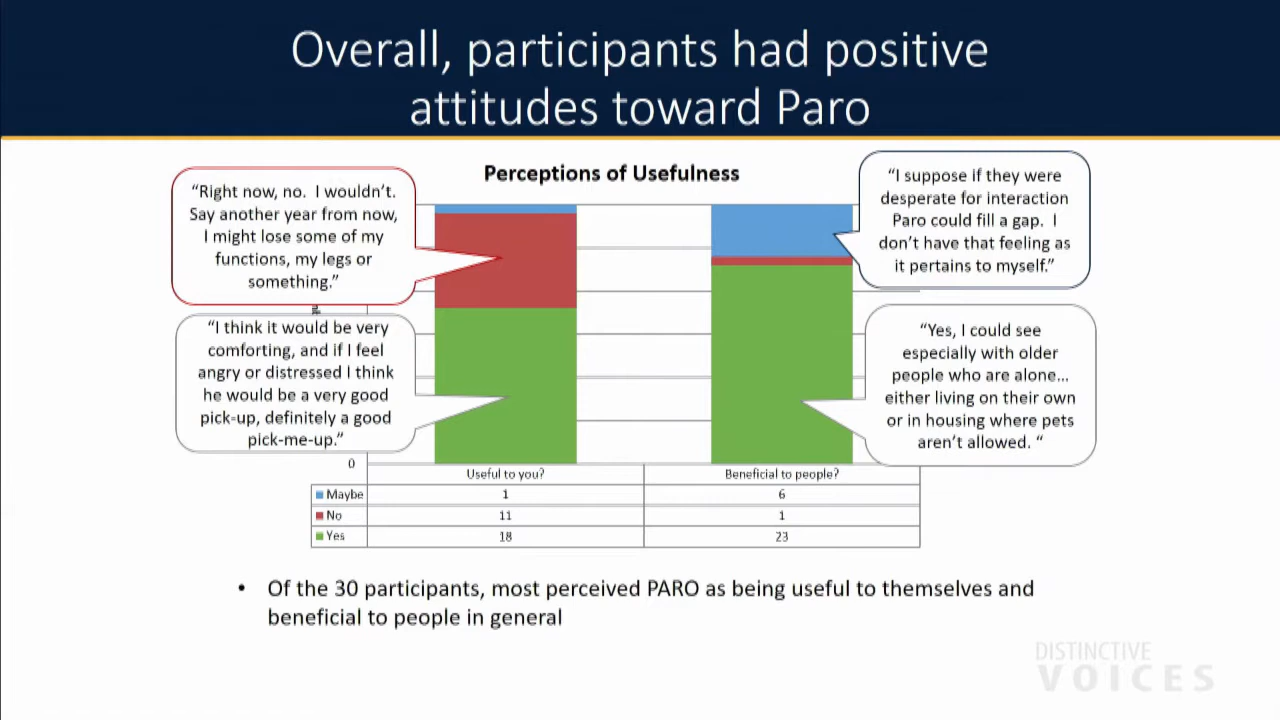 Overall, participants had positive
attitudes toward Paro
Perceptions of Usefulness
“Right now, no. I wouldn’t.
Say another year from now,
I might lose some of my
functions, my legs or
something.”
“I suppose if they were
desperate for interaction
Paro could fill a gap. I
don’t have that feeling as
it pertains to myself.”
“I think it would be very
comforting, and if I feel
angry or distressed I think
he would be a very good
pick-up, definitely a good
pick-me-up.”
“Yes, I could see
especially with older
people who are alone…
either living on their own
or in housing where pets
aren’t allowed. “
0
Useful to you? Beneficial to people?
Maybe 1 6
No 11 1
Yes 18 23
• Of the 30 participants, most perceived PARO as being useful to themselves and
beneficial to people in general
DISTINCTIVE
VOICES